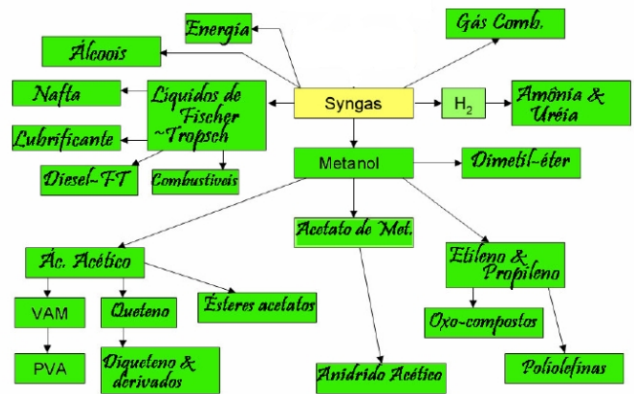 Energia
Gás Comb.
Álcoois
Nafta
Líquidos de
Fischer
~Tropsch
Syngas
H2
Amônia &
Uréia
Lubrificante
Diesel~FT
Combustíveis
Metanol
Dimetil~éter
Acetato de Met.
Ác. Acético
Etileno &
Propileno
VAM
Queteno
Ésteres acetatos
Oxo~compostos
PVA
Diqueteno &
derivados
Anidrido Acético
Poliolefinas